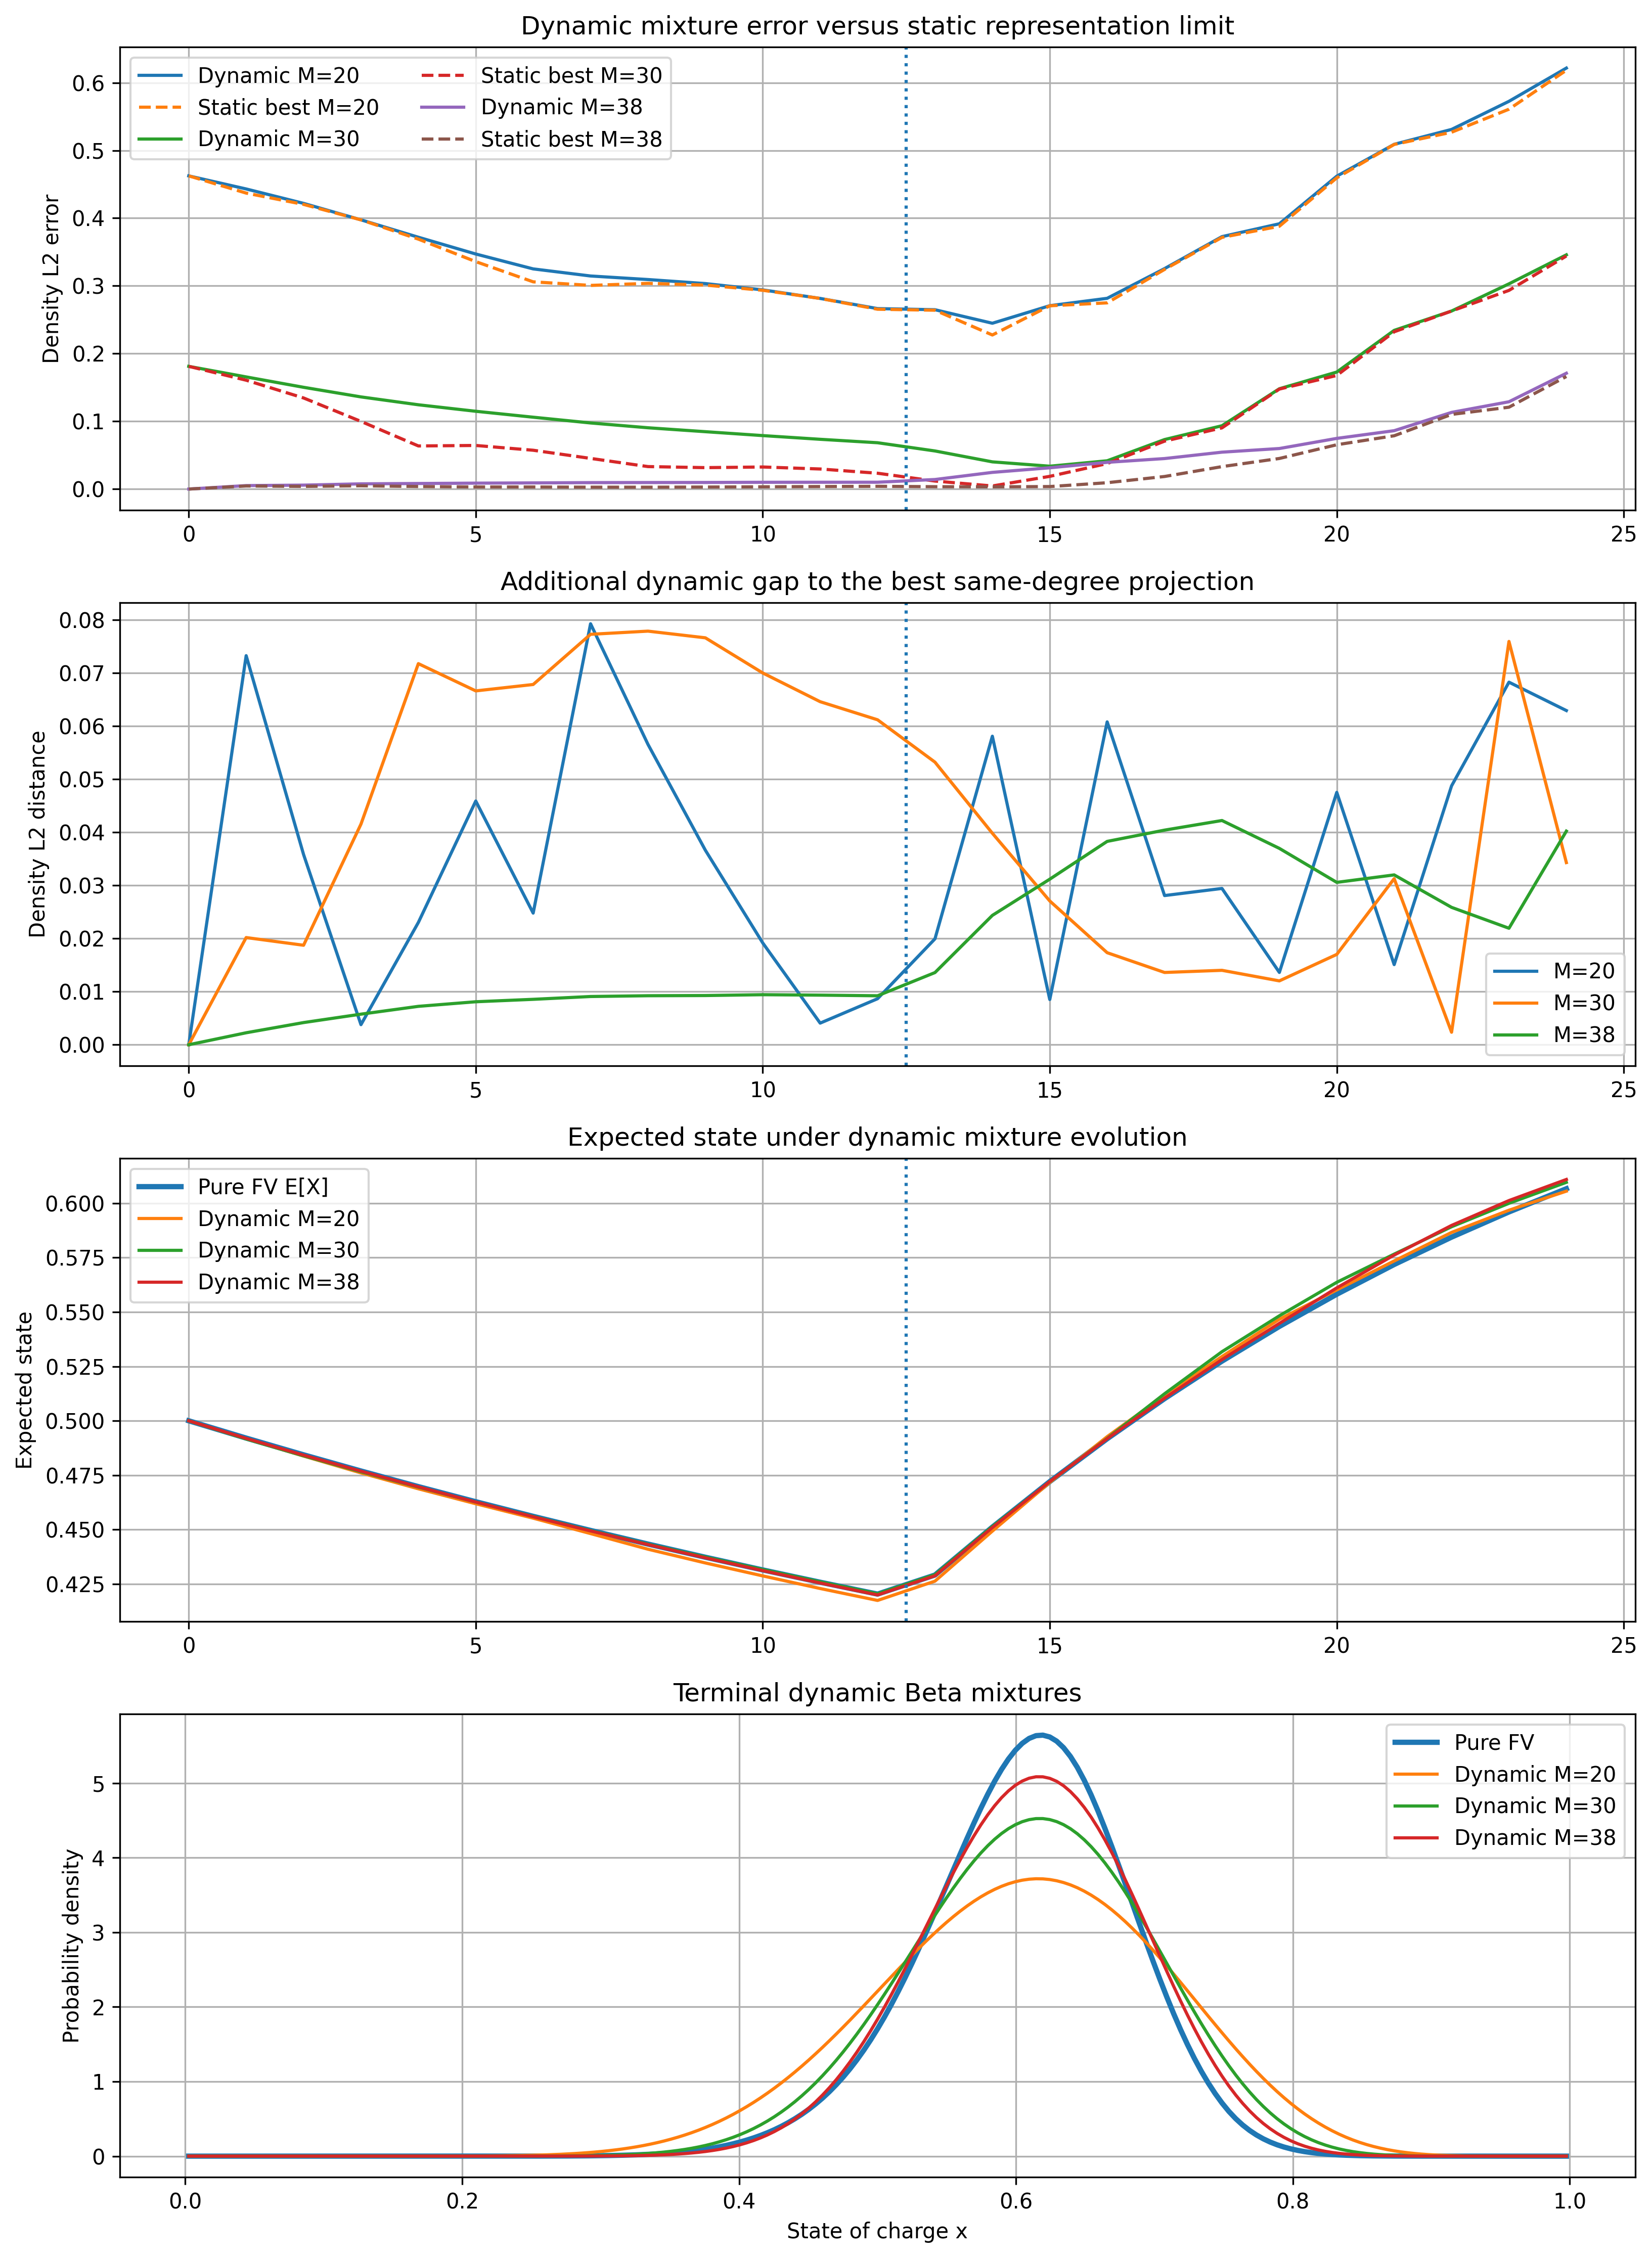 Dynamic mixture error versus static representation limit
Dynamic M=20
Static best M=20
Dynamic M=30
Static best M=30
Dynamic M=38
Static best M=38
Density L2 error
0.6
0.5
0.4
0.3
0.2
0.1
0.0
0 5 10 15 20 25
Additional dynamic gap to the best same-degree projection
Density L2 distance
0.08
0.07
0.06
0.05
0.04
0.03
0.02
0.01
0.00
M=20
M=30
M=38
0 5 10 15 20 25
Expected state under dynamic mixture evolution
Pure FV E[X]
Dynamic M=20
Dynamic M=30
Dynamic M=38
Expected state
0.600
0.575
0.550
0.525
0.500
0.475
0.450
0.425
0 5 10 15 20 25
Terminal dynamic Beta mixtures
Pure FV
Dynamic M=20
Dynamic M=30
Dynamic M=38
Probability density
5
4
3
2
1
0
0.0 0.2 0.4 0.6 0.8 1.0
State of charge x